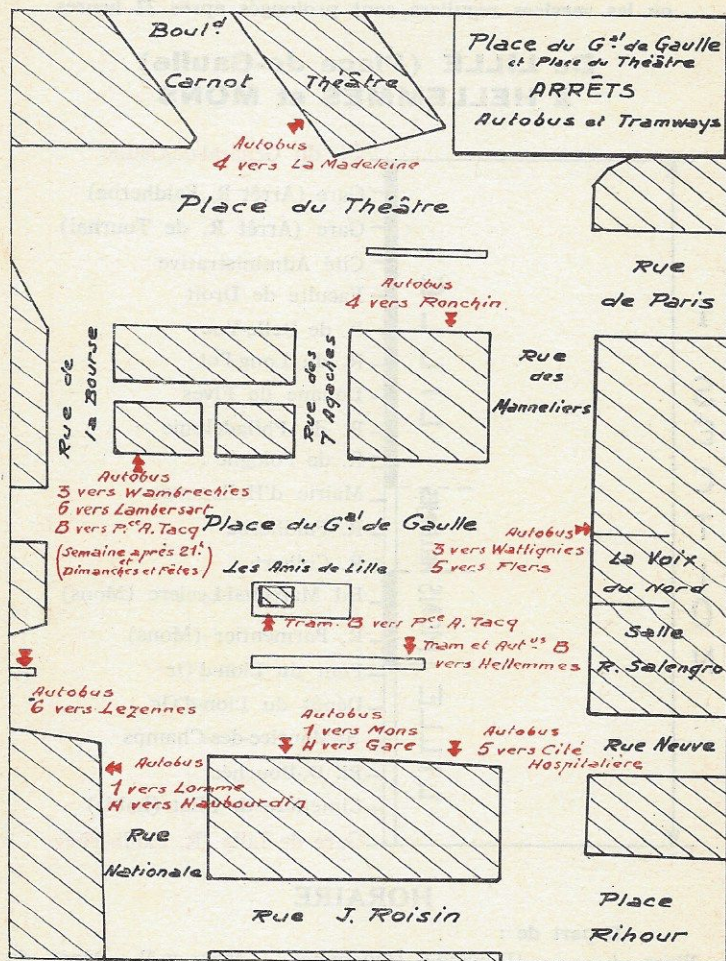 Place du Gal de Gaulle
et Place du Théâtre
ARRÊTS
Autobus et Tramways
Bould
Carnot
Théâtre
Autobus
4 vers La Madeleine
Place du Théâtre
Rue
de Paris
Autobus
4 vers Ronchin
Rue de
la Bourse
Rue des
7 Agaches
Rue
des
Manneliers
Autobus
3 vers Wambrechies
6 vers Lambersart
B vers P.ce A. Tacq
(Semaine après 21h
et
Dimanches et Fêtes)
Place du Gal de Gaulle
Les Amis de Lille
Autobus
3 vers Wattignies
5 vers Flers
La Voix
du Nord
Salle
R. Salengro
Tram. B vers P.ce A. Tacq
Tram et Autus B
vers Hellemmes
Autobus
6 vers Lezennes
Autobus
1 vers Mons
H vers Gare
Autobus
5 vers Cité
Hospitalière
Rue Neuve
Autobus
1 vers Lomme
H vers Haubourdin
Rue
Nationale
Rue J. Roisin
Place
Rihour